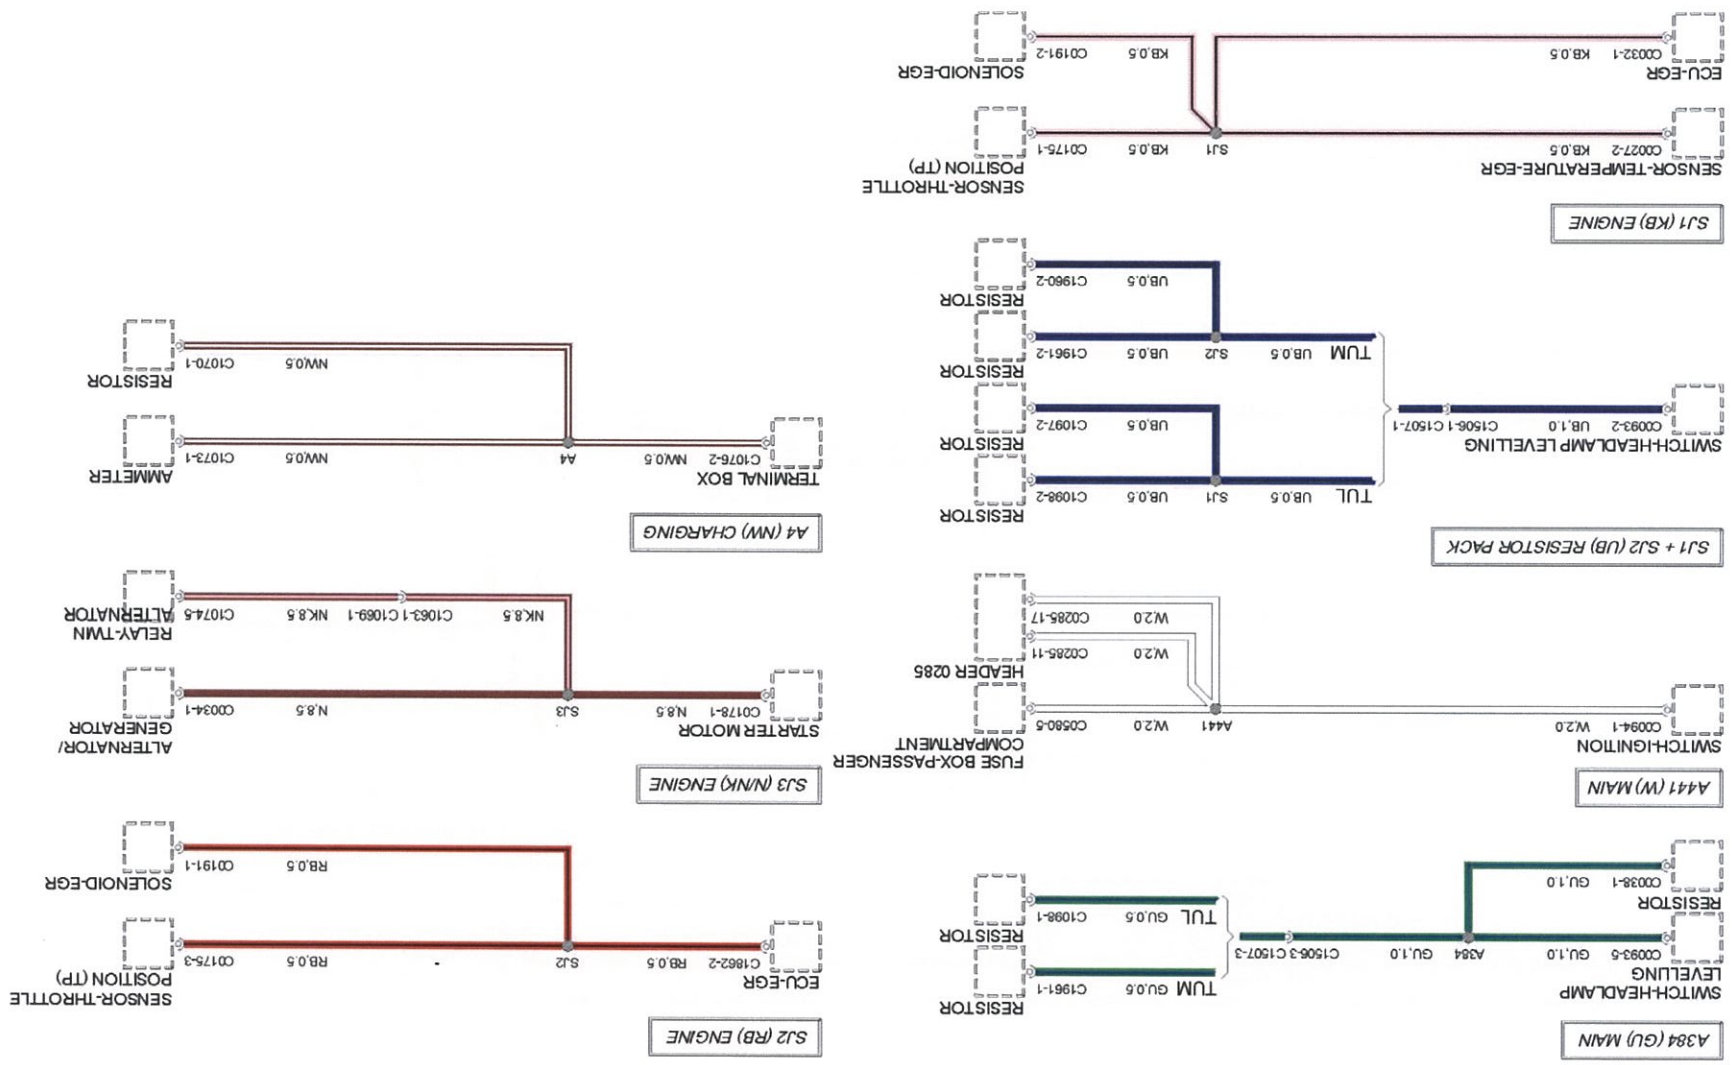 A384 (GU) MAIN
SWITCH-HEADLAMP
LEVELLING
RESISTOR
TUM GU,0.5 C1961-1
C0093-5 GU,1.0 A384 GU,1.0 C1506-3 C1507-3
RESISTOR
TUL GU,0.5 C1098-1
RESISTOR
C0038-1 GU,1.0
A441 (W) MAIN
SWITCH-IGNITION
FUSE BOX-PASSENGER
COMPARTMENT
C0094-1 W,2.0 A441 W,2.0 C0580-5
HEADER 0285
W,2.0 C0285-11
W,2.0 C0285-17
SJ1 + SJ2 (UB) RESISTOR PACK
RESISTOR
TUL UB,0.5 SJ1 UB,0.5 C1098-2
SWITCH-HEADLAMP LEVELLING
RESISTOR
C0093-2 UB,1.0 C1506-1 C1507-1
UB,0.5 C1097-2
RESISTOR
TUM UB,0.5 SJ2 UB,0.5 C1961-2
RESISTOR
UB,0.5 C1960-2
SJ1 (KB) ENGINE
SENSOR-TEMPERATURE-EGR
SENSOR-THROTTLE
POSITION (TP)
C0027-2 KB,0.5 SJ1 KB,0.5 C0175-1
ECU-EGR
SOLENOID-EGR
C0032-1 KB,0.5 KB,0.5 C0191-2
SJ2 (RB) ENGINE
ECU-EGR
SENSOR-THROTTLE
POSITION (TP)
C1862-2 RB,0.5 SJ2 RB,0.5 C0175-3
SOLENOID-EGR
RB,0.5 C0191-1
SJ3 (N/NK) ENGINE
STARTER MOTOR
ALTERNATOR/
GENERATOR
C0178-1 N,8.5 SJ3 N,8.5 C0034-1
RELAY-TWIN
ALTERNATOR
NK,8.5 C1063-1 C1069-1 NK,8.5 C1074-5
A4 (NW) CHARGING
TERMINAL BOX
AMMETER
C1076-2 NW,0.5 A4 NW,0.5 C1073-1
RESISTOR
NW,0.5 C1070-1